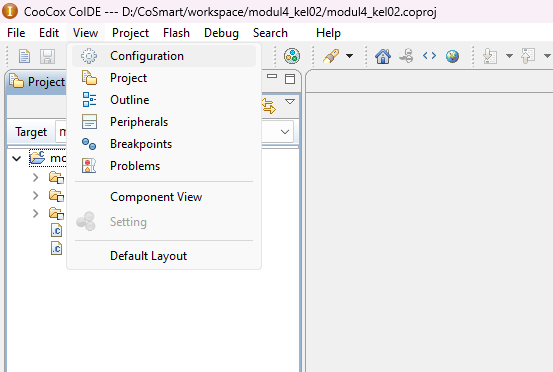 CooCox CoIDE --- D:/CoSmart/workspace/modul4_kel02/modul4_kel02.coproj
File Edit View Project Flash Debug Search Help
Project
Configuration
Project
Outline
Peripherals
Breakpoints
Problems
Component View
Setting
Default Layout
Target